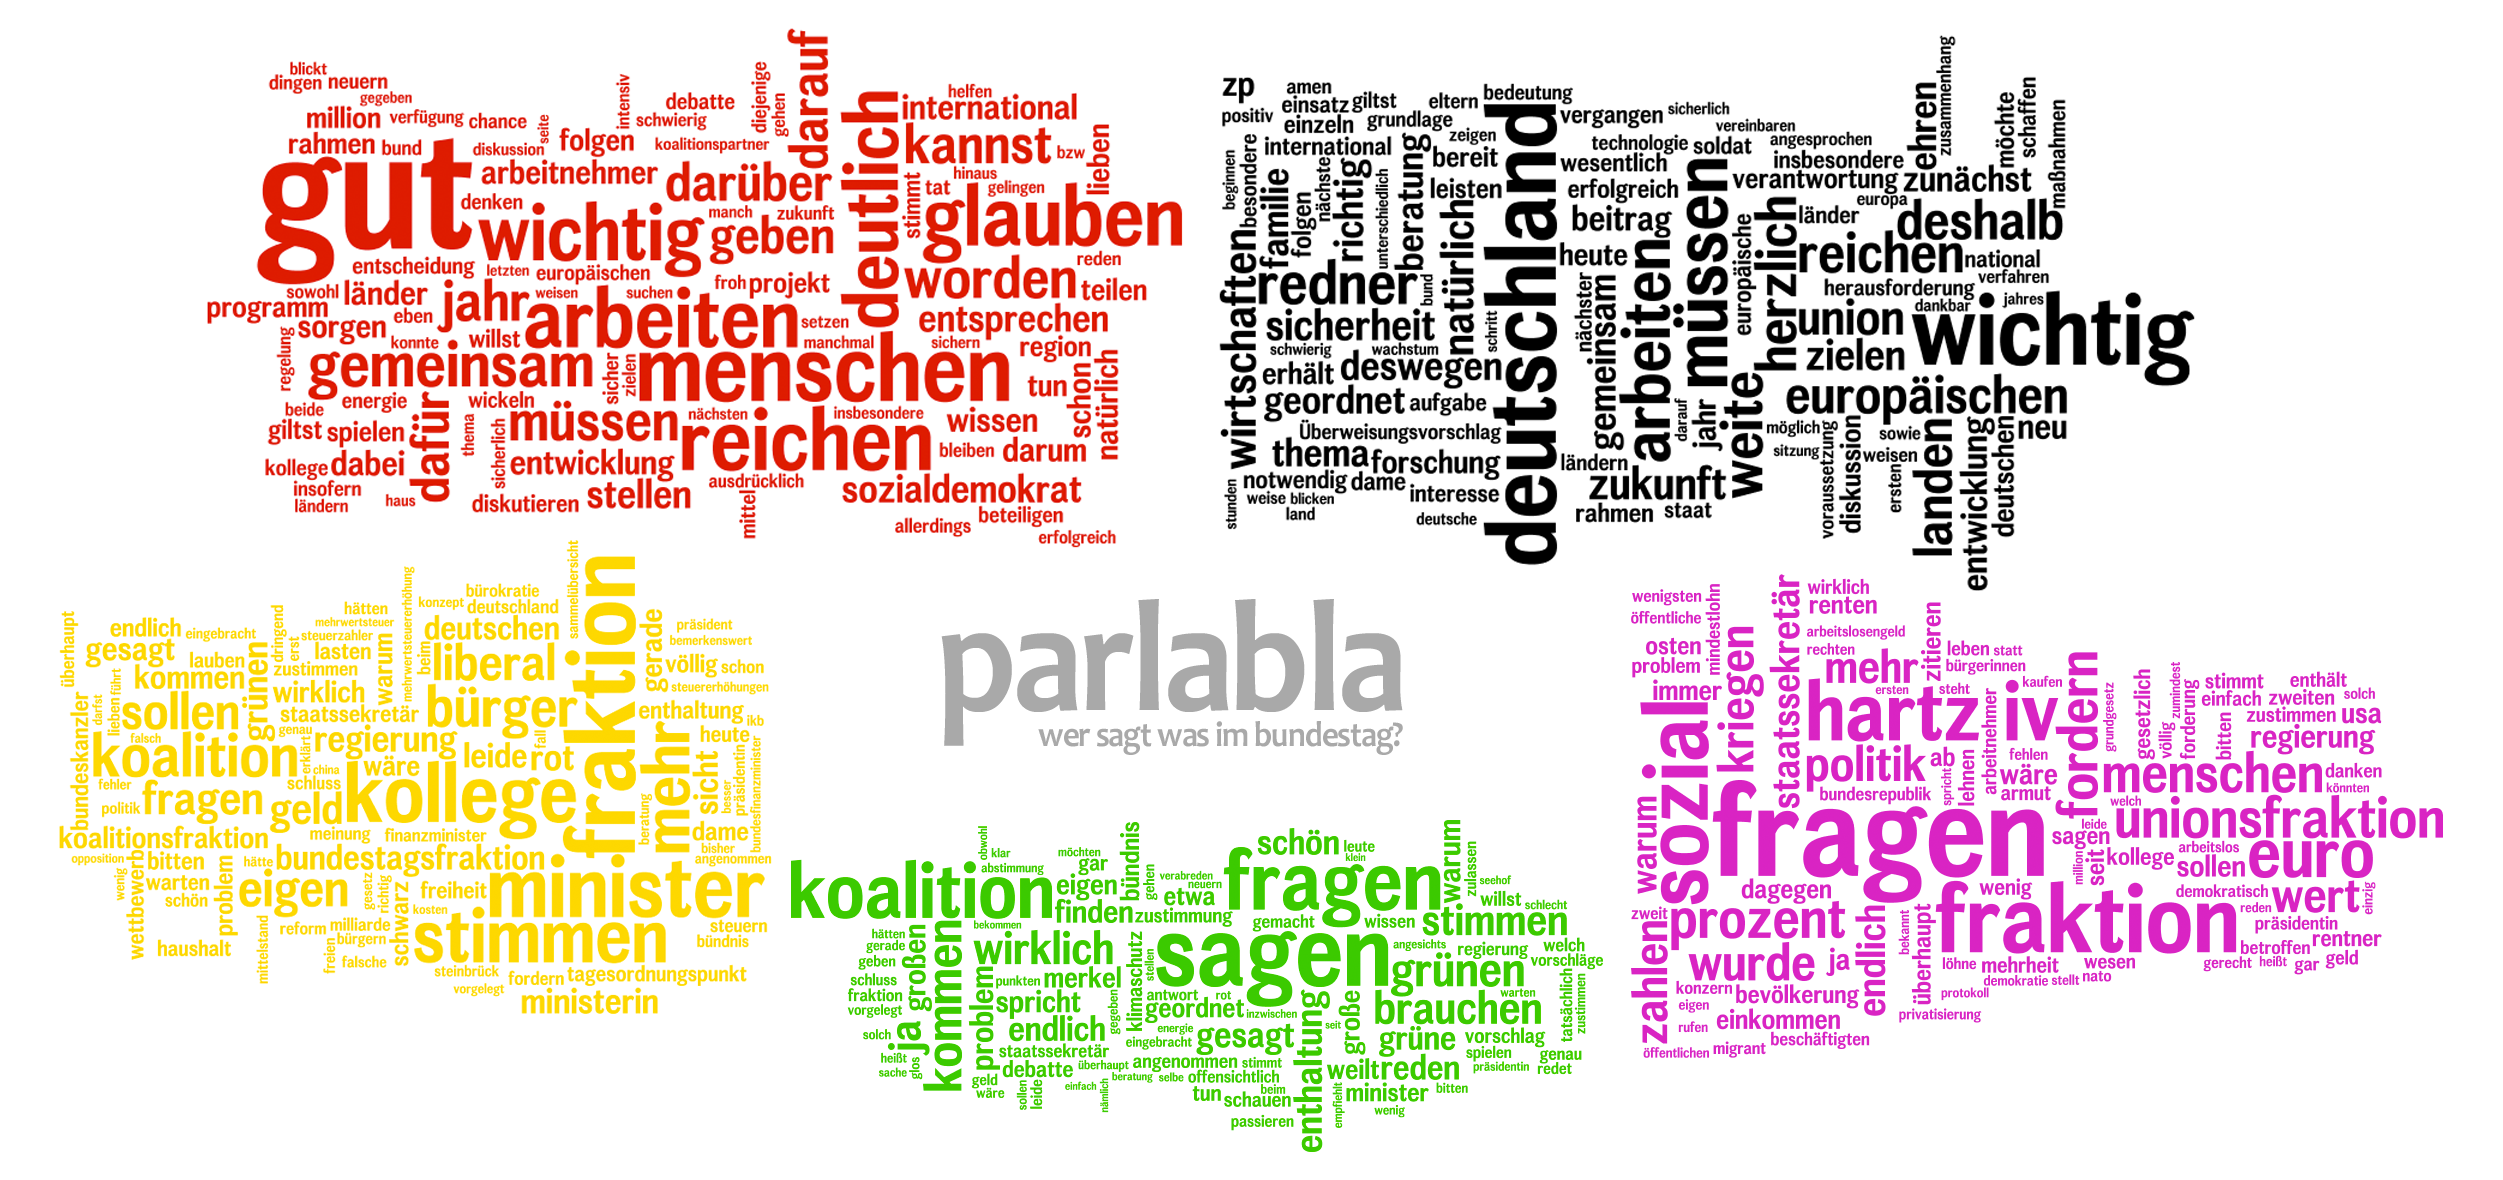 blickt
dingen neuern
gegeben
million verfügung chance
seite
rahmen bund
diskussion
folgen
intensiv
debatte
schwierig
koalitionspartner
diejenige
gehen
darauf
gut
arbeitnehmer
darüber
denken
wichtig
manch zukunft
geben
deutlich
helfen
international
kannst
bzw
lieben
hinaus
tat
gelingen
stimmt
glauben
reden
worden
teilen
entscheidung
letzten europäischen
sowohl länder
programm
eben
sorgen
regelung
jahr
weisen
suchen
froh projekt
arbeiten
setzen
konnte
willst
manchmal
entsprechen
sichern
region
gemeinsam
sicher
zielen
menschen
tun
schon
natürlich
beide
energie
wickeln
giltst spielen
dafür
thema
müssen
nächsten
insbesondere
wissen
reichen
bleiben darum
kollege dabei
sicherlich
entwicklung
insofern
ländern
haus
diskutieren
stellen
ausdrücklich
mittel
sozialdemokrat
allerdings
beteiligen
erfolgreich
zp
amen
positiv
einsatz giltst
einzeln
grundlage
eltern
bedeutung
zeigen
vergangen
sicherlich
vereinbaren
technologie soldat
angesprochen
insbesondere
ehren
zusammenhang
möchte
schaffen
maßnahmen
beginnen
besondere
international
familie
folgen
nächste
richtig
unterschiedlich
beratung
bereit
leisten
natürlich
wesentlich
erfolgreich
beitrag
heute
deutschland
müssen
verantwortung zunächst
europa
länder
deshalb
europäische
herzlich
reichen
national
verfahren
herausforderung
dankbar
jahres
wirtschaften
redner
bund
sicherheit
schwierig
wachstum
schritt
erhält deswegen
geordnet aufgabe
nächster
gemeinsam
arbeiten
union
zielen
wichtig
weite
europäischen
darauf
jahr
Überweisungsvorschlag
thema forschung
notwendig dame
weise blicken
interesse
stunden
land
deutsche
ländern
zukunft
rahmen staat
möglich
sitzung
voraussetzung
diskussion
sowie
weisen
ersten
landen
entwicklung
deutschen
neu
überhaupt
endlich
eingebracht
gesagt
lauben
kommen
grünen
dringend
erst
hätten
mehrwertsteuer
steuerzahler
lasten
zustimmen
warum
mehrwertsteuererhöhung
bürokratie
konzept deutschland
deutschen
beim
liberal
sammelübersicht
fraktion
gerade
präsident
bemerkenswert
völlig schon
steuererhöhungen
bundeskanzler
darfst
lieben
führt
sollen
falsch
wirklich
staatssekretär
genau
regierung
bürger
enthaltung
ikb
koalition
erklärt
china
wäre
leide
fall
rot
mehr
sicht
heute
präsidentin
bundesfinanzminister
besser
fehler
schluss
politik
fragen
geld
kollege
beratung
dame
bisher
angenommen
koalitionsfraktion
meinung
finanzminister
opposition
bitten
hätte
bundestagsfraktion
wenig
wettbewerb
warten
schön
problem
eigen
gesetz
richtig
schwarz
freiheit
kosten
minister
haushalt
mittelstand
reform
milliarde
bürgern
freien
falsche
stimmen
steuern
bündnis
steinbrück
vorgelegt
fordern tagesordnungspunkt
ministerin
parlabla
wer sagt was im bundestag?
koalition
obwohl
klar
abstimmung
möchten
gar
eigen
bündnis
gehen
verabreden
neuern
etwa
fragen
schön
leute
klein
warum
zulassen
seehof
willst
schlecht
finden zustimmung
bekommen
gemacht
wissen
stimmen
hätten
gerade
geben
großen
kommen
wirklich
klimaschutz
stellen
sagen
angesichts
regierung
welch
vorschläge
grünen
schluss
fraktion
vorgelegt
problem
punkten merkel
spricht
gegeben
antwort
rot
geordnet
inzwischen
warten
brauchen
tatsächlich
zustimmen
solch
ja
endlich
energie
eingebracht
gesagt
enthaltung
seit
große
grüne
vorschlag
heißt
sache
glos
staatssekretär
debatte
überhaupt
angenommen stimmt
spielen
genau
präsidentin
redet
geld
wäre
sollen
leide
einfach
nämlich
beratung
selbe
offensichtlich
weilt reden
tun
schauen
beim
empfiehlt
minister
bitten
wenig
passieren
wenigsten
öffentliche
mindestlohn
osten
problem
immer
kriegen
staatssekretär
wirklich
renten
arbeitslosengeld
rechten
mehr
zitieren
leben statt
bürgerinnen
ersten
steht
kaufen
hartz iv
sozial
politik
ab
arbeitnehmer
fehlen
wäre
bundesrepublik
spricht
lehnen
armut
fordern
grundgesetz
gesetzlich
zumindest
völlig
forderung
stimmt
enthält
einfach zweiten
solch
zustimmen usa
bitten
regierung
menschen
danken
könnten
warum
fragen
welch
leide
unionsfraktion
sagen
arbeitslos
million
seit
kollege
sollen
euro
dagegen
wenig
demokratisch
wert
einzig
zweit
prozent
bekannt
fraktion
reden
präsidentin
zahlen
wurde
ja
endlich
überhaupt
betroffen
rentner
löhne
mehrheit
wesen
gerecht
heißt
gar
geld
konzern
bevölkerung
demokratie stellt
nato
eigen
protokoll
rufen
einkommen
privatisierung
öffentlichen
migrant
beschäftigten